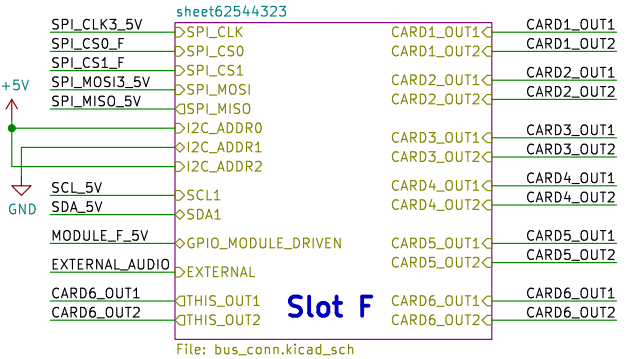 sheet62544323
SPI_CLK3_5V
SPI_CS0_F
SPI_CS1_F
+5V
SPI_MOSI3_5V
SPI_MISO_5V
GND
SCL_5V
SDA_5V
MODULE_F_5V
EXTERNAL_AUDIO
CARD6_OUT1
CARD6_OUT2
SPI_CLK
SPI_CS0
SPI_CS1
SPI_MOSI
SPI_MISO
I2C_ADDR0
I2C_ADDR1
I2C_ADDR2
SCL1
SDA1
GPIO_MODULE_DRIVEN
EXTERNAL
THIS_OUT1
THIS_OUT2
Slot F
CARD1_OUT1
CARD1_OUT2
CARD2_OUT1
CARD2_OUT2
CARD3_OUT1
CARD3_OUT2
CARD4_OUT1
CARD4_OUT2
CARD5_OUT1
CARD5_OUT2
CARD6_OUT1
CARD6_OUT2
CARD1_OUT1
CARD1_OUT2
CARD2_OUT1
CARD2_OUT2
CARD3_OUT1
CARD3_OUT2
CARD4_OUT1
CARD4_OUT2
CARD5_OUT1
CARD5_OUT2
CARD6_OUT1
CARD6_OUT2
File: bus_conn.kicad_sch